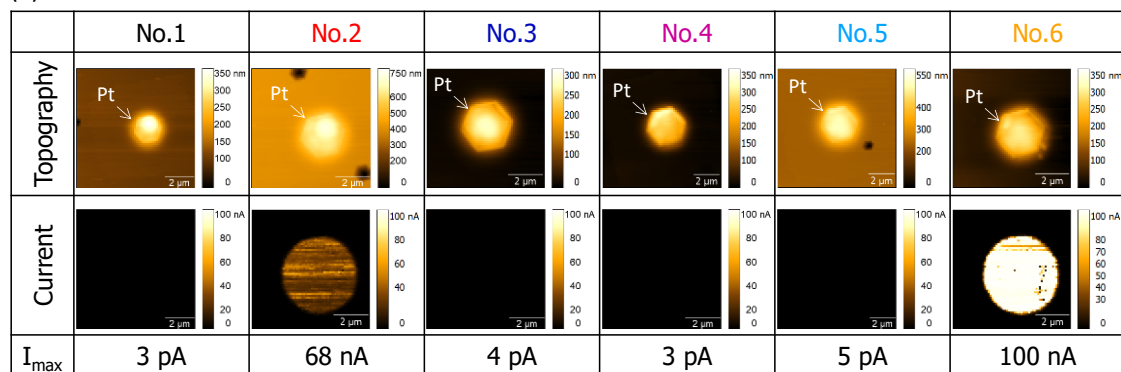 No.1 No.2 No.3 No.4 No.5 No.6
Topography
Pt 350 nm 300 250 200 150 100 0 2 µm
Pt 750 nm 600 500 400 300 200 0 2 µm
Pt 300 nm 200 150 100 50 0 2 µm
Pt 350 nm 250 200 150 100 0 2 µm
Pt 550 nm 400 300 200 0 2 µm
Pt 350 nm 250 200 150 100 0 2 µm
Current
100 nA 80 60 40 20 0 2 µm
100 nA 80 60 40 0 2 µm
100 nA 80 60 40 20 0 2 µm
100 nA 80 60 40 20 0 2 µm
100 nA 80 60 40 20 0 2 µm
100 nA 80 70 60 50 40 30 0 2 µm
Imax 3 pA 68 nA 4 pA 3 pA 5 pA 100 nA